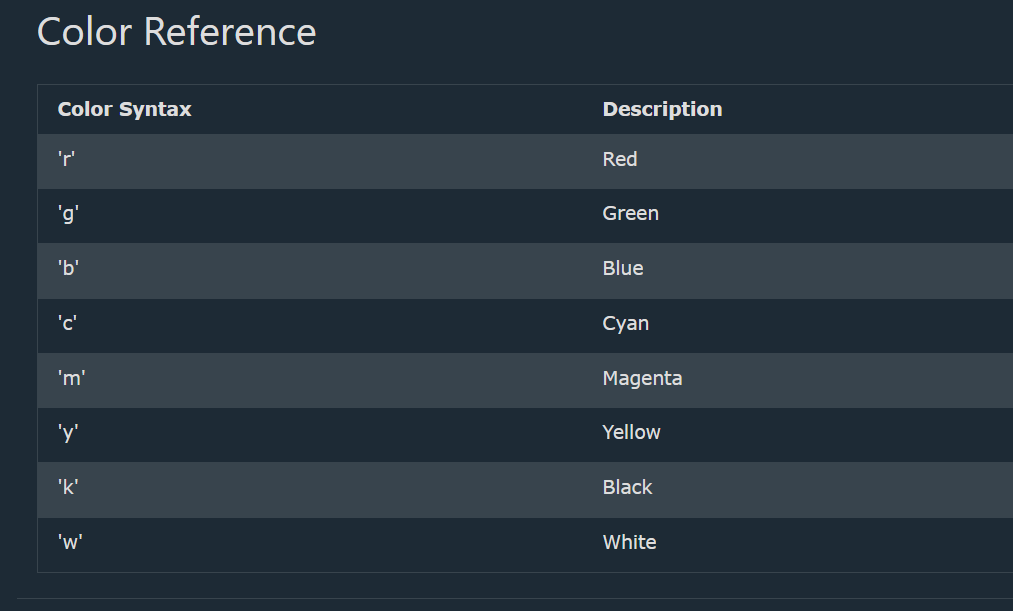 Color Reference
Color Syntax Description
'r' Red
'g' Green
'b' Blue
'c' Cyan
'm' Magenta
'y' Yellow
'k' Black
'w' White